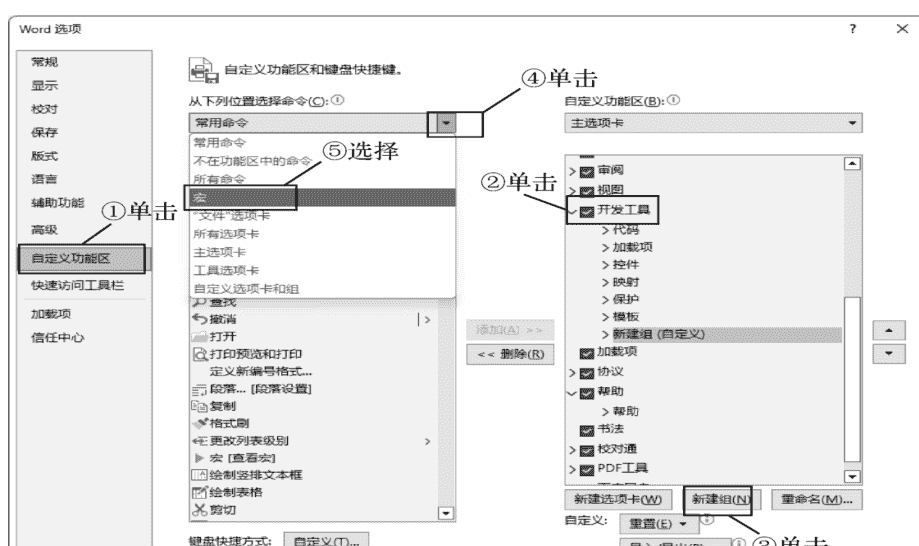 Word 选项
?
×
常规
显示
校对
保存
版式
语言
辅助功能
高级
自定义功能区
快速访问工具栏
加载项
信任中心
①单击
自定义功能区和键盘快捷键。
从下列位置选择命令(C):①
常用命令
④单击
常用命令
不在功能区中的命令
所有命令
宏
⑤选择
"文件"选项卡
所有选项卡
主选项卡
工具选项卡
自定义选项卡和组
查找
撤消
打开
打印预览和打印
定义新编号格式...
段落... [段落设置]
复制
格式刷
更改列表级别
宏 [查看宏]
绘制竖排文本框
绘制表格
剪切
键盘快捷方式: 自定义(T)...
添加(A) >>
<< 删除(R)
自定义功能区(B):①
主选项卡
审阅
视图
②单击
开发工具
代码
加载项
控件
映射
保护
模板
新建组 (自定义)
加载项
协议
帮助
帮助
书法
校对通
PDF工具
新建选项卡(W) 新建组(N) 重命名(M)...
自定义: 重置(E)
③单击